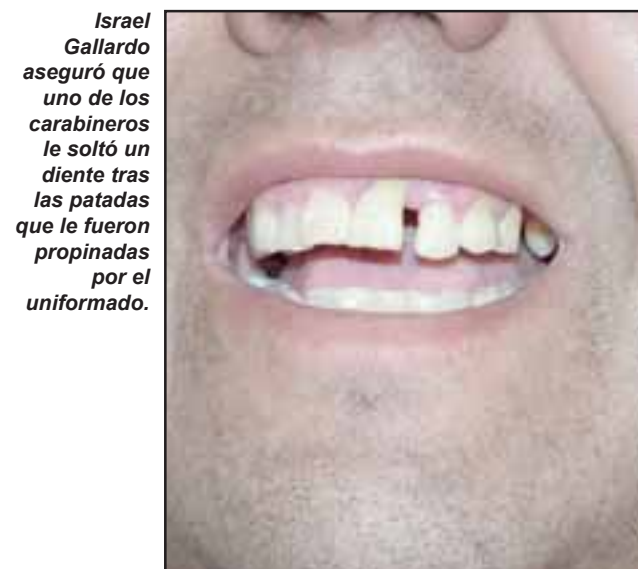 Israel
Gallardo
aseguró que
uno de los
carabineros
le soltó un
diente tras
las patadas
que le fueron
propinadas
por el
uniformado.